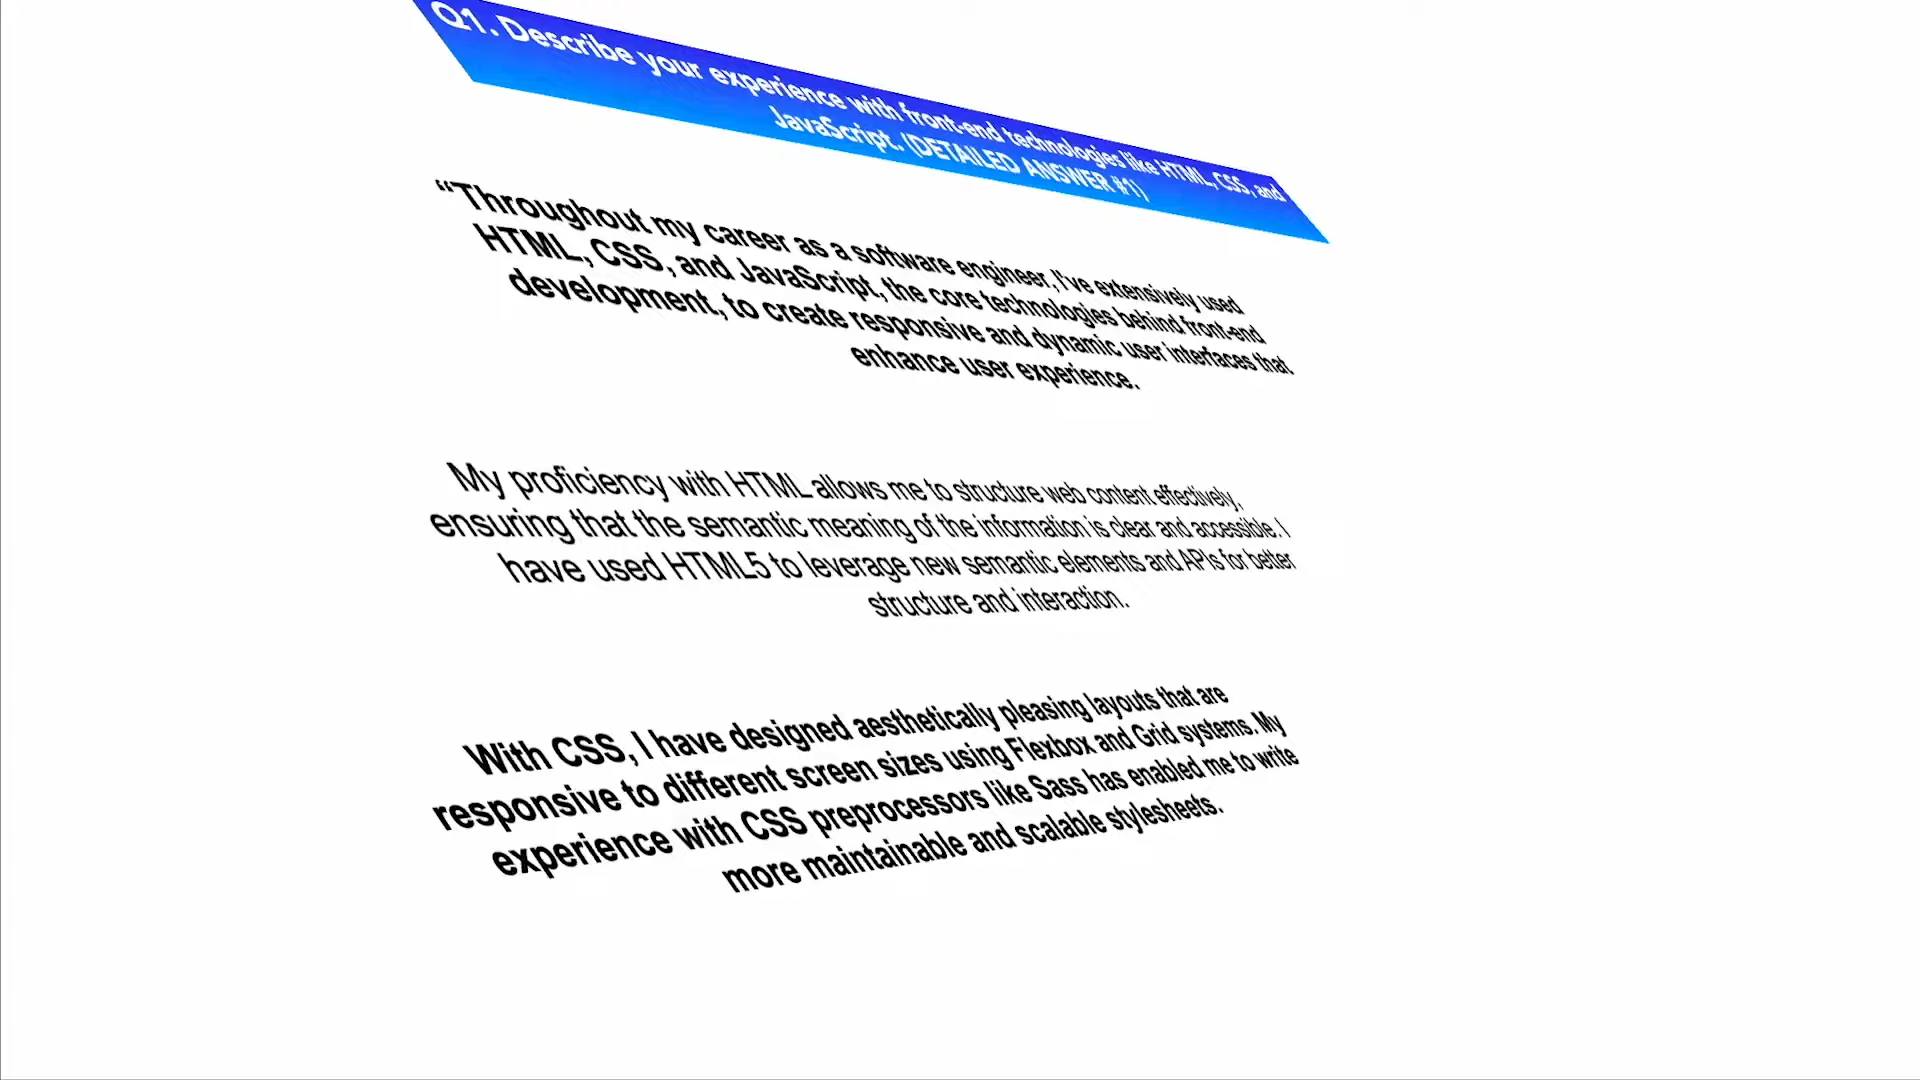 Q1. Describe your experience with front-end technologies like HTML, CSS, and
JavaScript. (DETAILED ANSWER #1)
“Throughout my career as a software engineer, I've extensively used
HTML, CSS, and JavaScript, the core technologies behind front-end
development, to create responsive and dynamic user interfaces that
enhance user experience.
My proficiency with HTML allows me to structure web content effectively,
ensuring that the semantic meaning of the information is clear and accessible. I
have used HTML5 to leverage new semantic elements and APIs for better
structure and interaction.
With CSS, I have designed aesthetically pleasing layouts that are
responsive to different screen sizes using Flexbox and Grid systems. My
experience with CSS preprocessors like Sass has enabled me to write
more maintainable and scalable stylesheets.